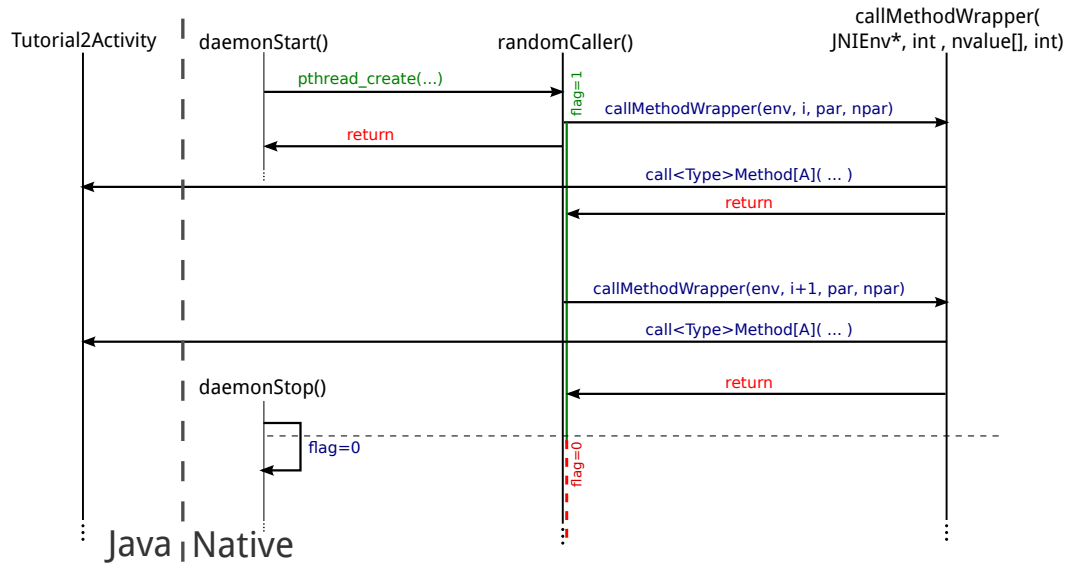 callMethodWrapper(
JNIEnv*, int , nvalue[], int)
Tutorial2Activity
daemonStart()
randomCaller()
pthread_create(...)
flag=1
callMethodWrapper(env, i, par, npar)
return
call<Type>Method[A]( ... )
return
callMethodWrapper(env, i+1, par, npar)
call<Type>Method[A]( ... )
return
daemonStop()
flag=0
flag=0
Java
Native